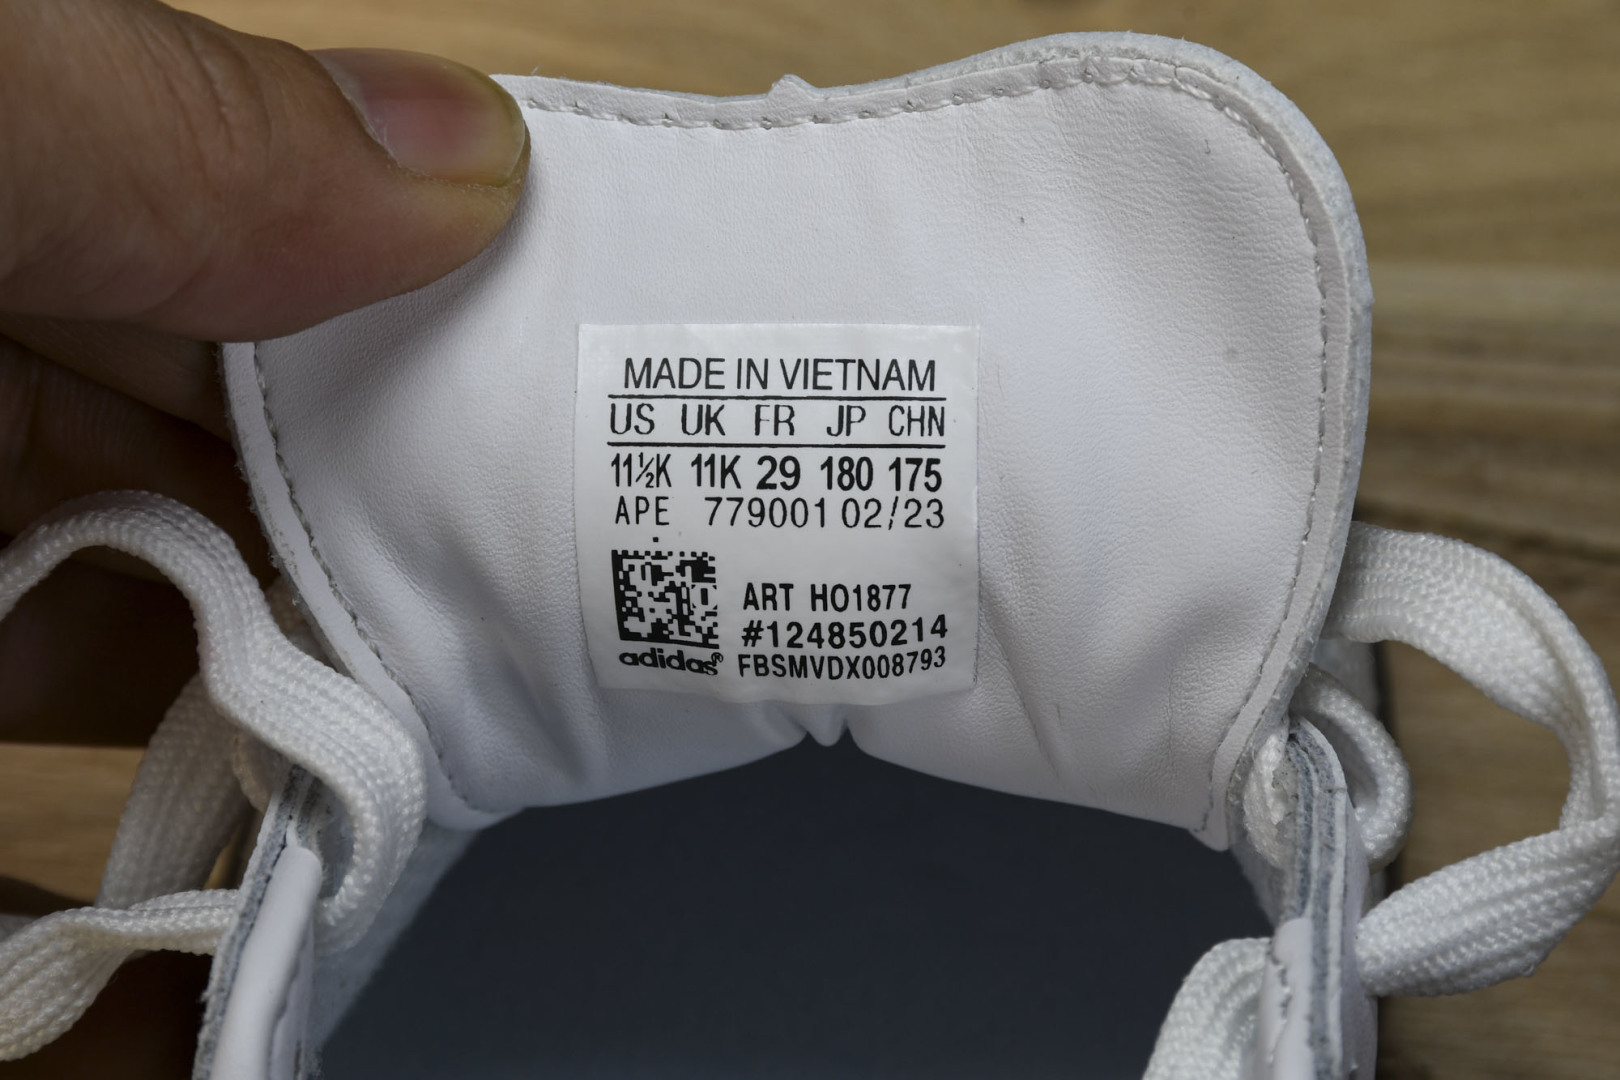 MADE IN VIETNAM
US UK FR JP CHN
11½K 11K 29 180 175
APE 779001 02/23
ART HO1877
#124850214
adidas® FBSMVDX008793